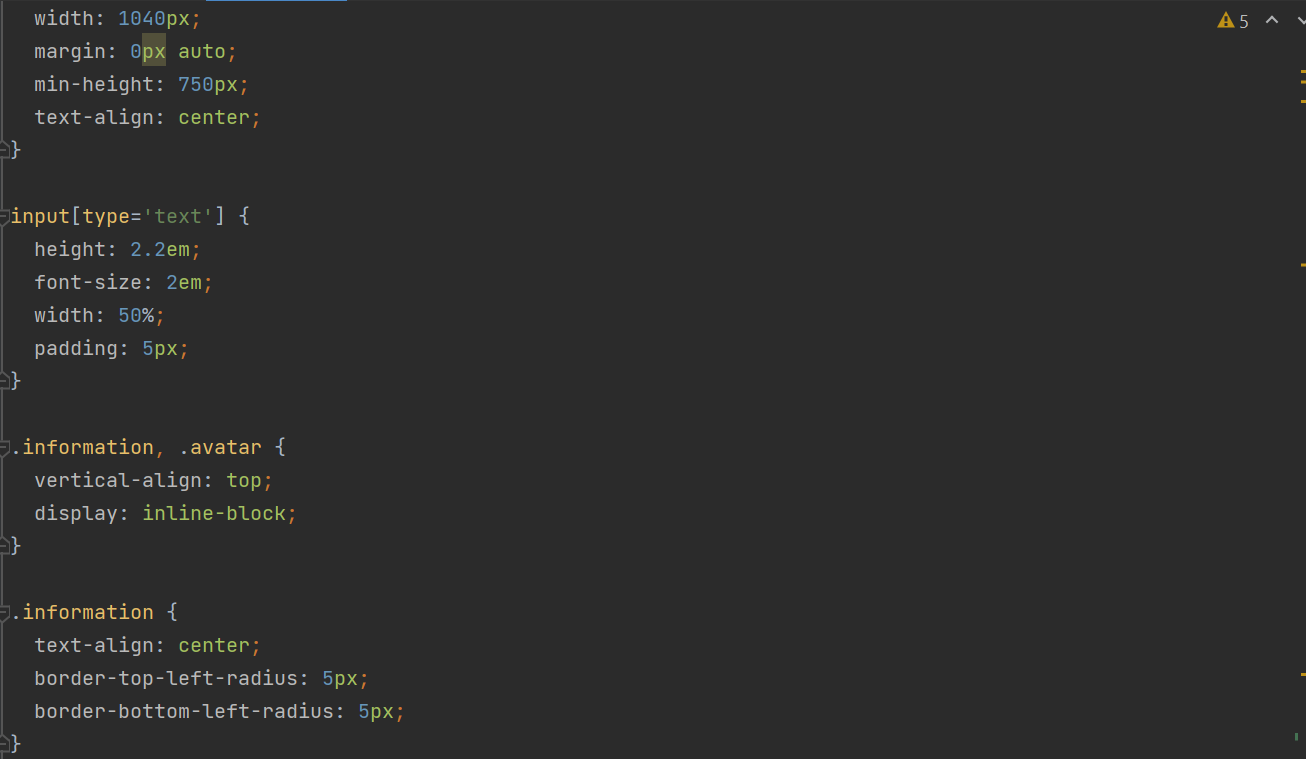 width: 1040px;
5
margin: 0px auto;
min-height: 750px;
text-align: center;
}
input[type='text'] {
height: 2.2em;
font-size: 2em;
width: 50%;
padding: 5px;
}
.information, .avatar {
vertical-align: top;
display: inline-block;
}
.information {
text-align: center;
border-top-left-radius: 5px;
border-bottom-left-radius: 5px;
}